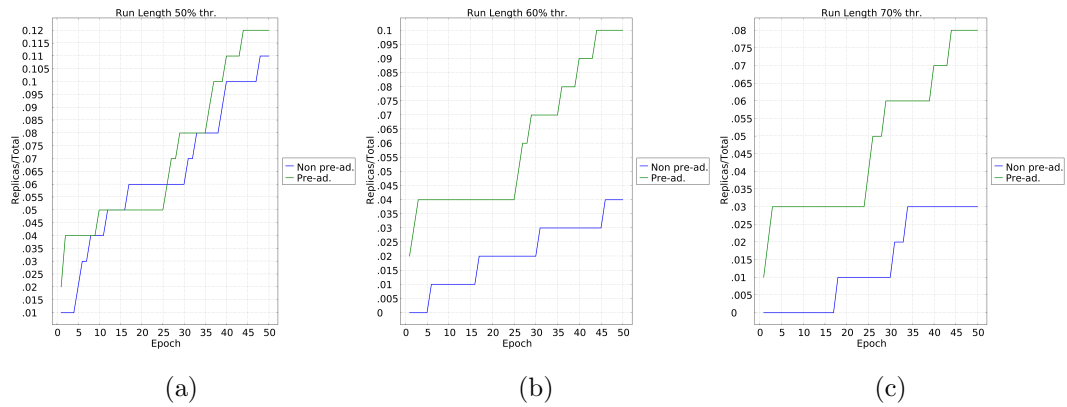 Run Length 50% thr.
0.12
0.11
0.105
0.1
.095
.09
.085
.08
.075
.07
.065
.06
.055
.05
.045
.04
.035
.03
.025
.02
.015
.01
Replicas/Total
0 5 10 15 20 25 30 35 40 45 50
Epoch
Non pre-ad.
Pre-ad.
(a)
Run Length 60% thr.
0.1
.095
.09
.085
.08
.075
.07
.065
.06
.055
.05
.045
.04
.035
.03
.025
.02
.015
.01
.005
0
Replicas/Total
0 5 10 15 20 25 30 35 40 45 50
Epoch
Non pre-ad.
Pre-ad.
(b)
Run Length 70% thr.
.08
.07
.065
.06
.055
.05
.045
.04
.035
.03
.025
.02
.015
.01
.005
0
Replicas/Total
0 5 10 15 20 25 30 35 40 45 50
Epoch
Non pre-ad.
Pre-ad.
(c)